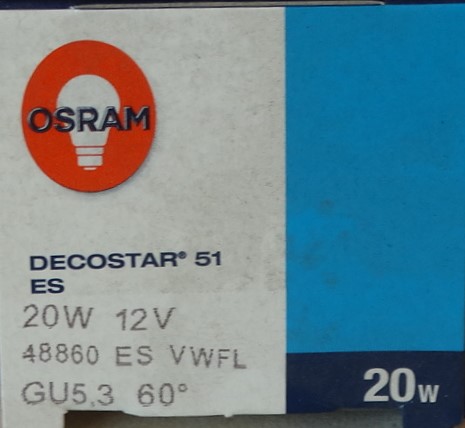 OSRAM
DECOSTAR® 51
ES
20W 12V
48860 ES VWFL
GU5.3 60°
20W